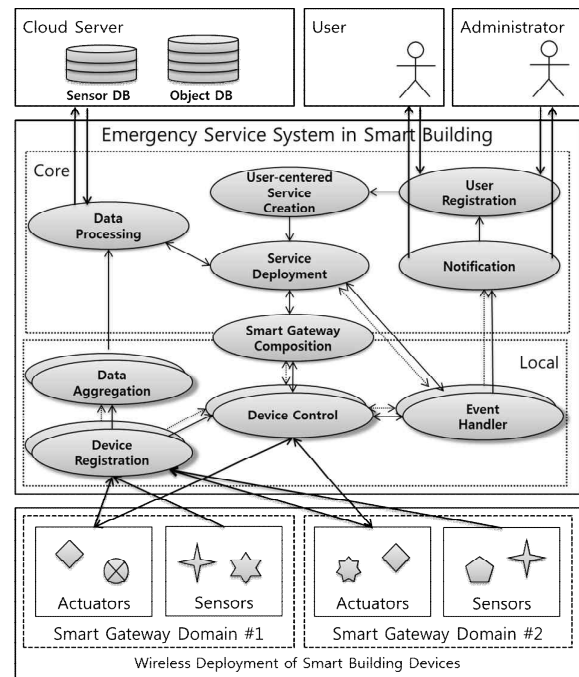 Cloud Server
User
Administrator
Sensor DB
Object DB
Emergency Service System in Smart Building
Core
User-centered
Service
Creation
User
Registration
Data
Processing
Service
Deployment
Notification
Smart Gateway
Composition
Local
Data
Aggregation
Device Control
Event
Handler
Device
Registration
Actuators
Sensors
Actuators
Sensors
Smart Gateway Domain #1
Smart Gateway Domain #2
Wireless Deployment of Smart Building Devices